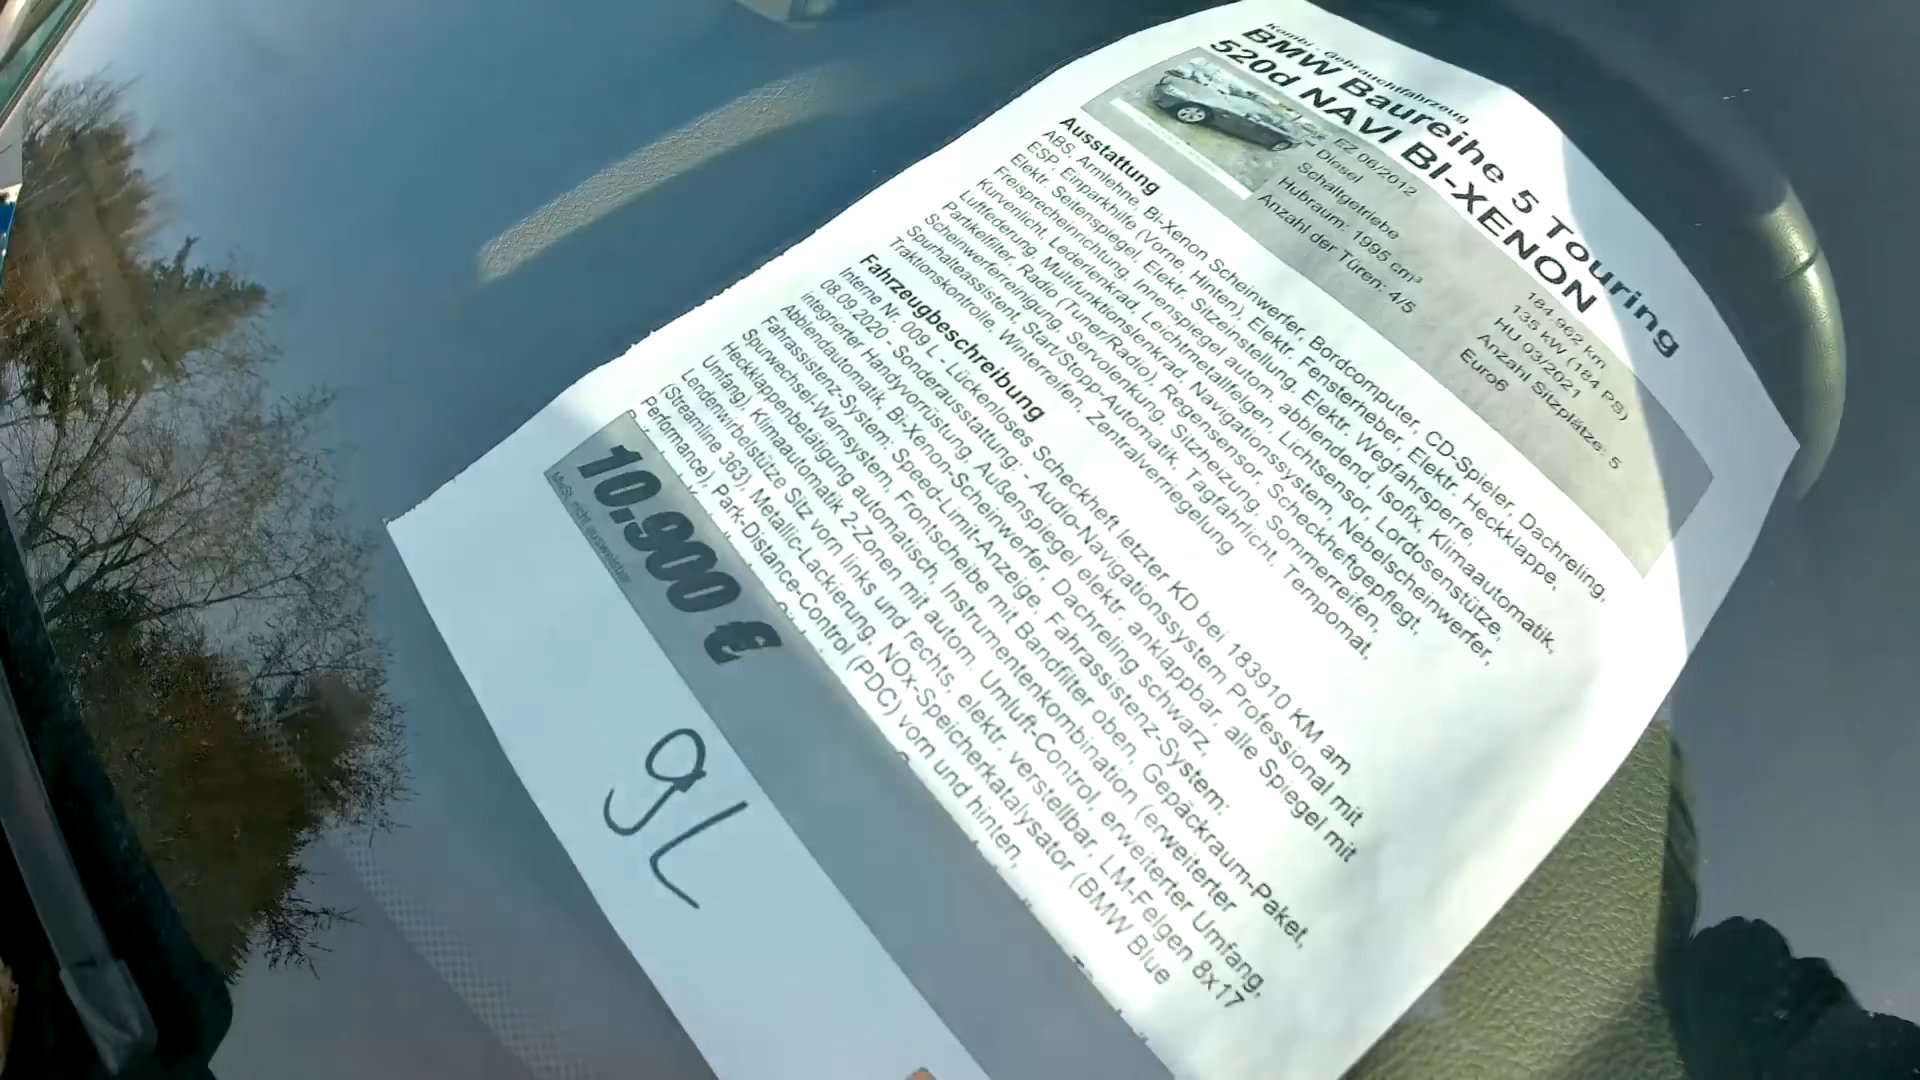 Kombi - Gebrauchtfahrzeug
BMW Baureihe 5 Touring
520d NAVI BI-XENON
EZ 06/2012
Diesel
Schaltgetriebe
Hubraum: 1995 cm³
Anzahl der Türen: 4/5
184.962 km
135 kW (184 PS)
HU 03/2021
Anzahl Sitzplätze: 5
Euro6
Ausstattung
ABS, Armlehne, Bi-Xenon Scheinwerfer, Bordcomputer, CD-Spieler, Dachreling,
ESP, Einparkhilfe (Vorne, Hinten), Elektr. Fensterheber, Elektr. Heckklappe,
Elektr. Seitenspiegel, Elektr. Sitzeinstellung, Elektr. Wegfahrsperre,
Freisprecheinrichtung, Innenspiegel autom. abblendend, Isofix, Klimaautomatik,
Kurvenlicht, Lederlenkrad, Leichtmetallfelgen, Lichtsensor, Lordosenstütze,
Luftfederung, Multifunktionslenkrad, Navigationssystem, Nebelscheinwerfer,
Partikelfilter, Radio (Tuner/Radio), Regensensor, Scheckheftgepflegt,
Scheinwerferreinigung, Servolenkung, Sitzheizung, Sommerreifen,
Spurhalteassistent, Start/Stopp-Automatik, Tagfahrlicht, Tempomat,
Traktionskontrolle, Winterreifen, Zentralverriegelung
Fahrzeugbeschreibung
Interne Nr. 009 L - Lückenloses Scheckheft letzter KD bei 183910 KM am
08.09.2020 - Sonderausstattung: - Audio-Navigationssystem Professional mit
integrierter Handyvorrüstung, Außenspiegel elektr. anklappbar, alle Spiegel mit
Abblendautomatik, Bi-Xenon-Scheinwerfer, Dachreling schwarz
Fahrassistenz-System: Speed-Limit-Anzeige, Fahrassistenz-System:
Spurwechsel-Warnsystem, Frontscheibe mit Bandfilter oben, Gepäckraum-Paket,
Heckklappenbetätigung automatisch, Instrumentenkombination (erweiterter
Umfang), Klimaautomatik 2-Zonen mit autom. Umluft-Control, erweiterter Umfang,
Lendenwirbelstütze Sitz vorn links und rechts, elektr. verstellbar, LM-Felgen 8x17
(Streamline 363), Metallic-Lackierung, NOx-Speicherkatalysator (BMW Blue
Performance), Park-Distance-Control (PDC) vorn und hinten,
10.900 €
MwSt. nicht ausweisbar
9L